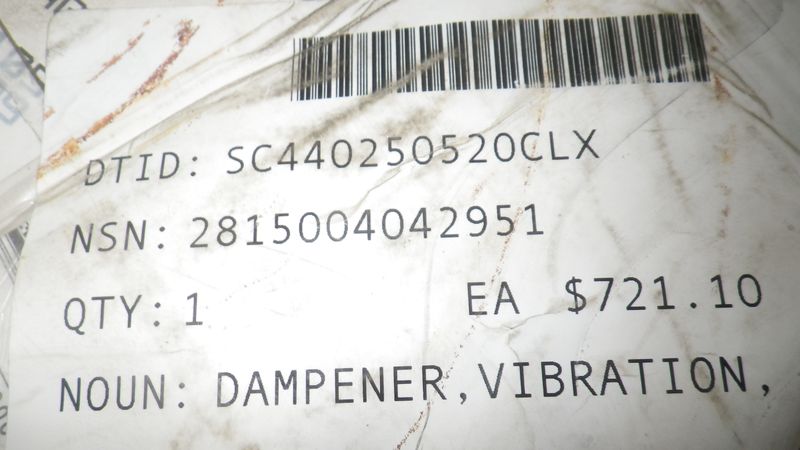 DTID: SC440250520CLX
NSN: 2815004042951
QTY: 1 EA $721.10
NOUN: DAMPENER,VIBRATION,